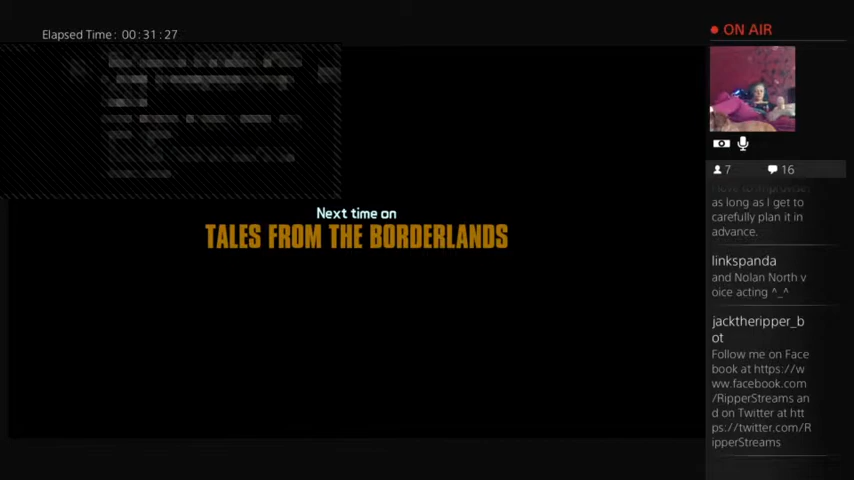 Elapsed Time: 00:31:27
ON AIR
7
16
as long as I get to
carefully plan it in
advance.
linkspanda
and Nolan North v
oice acting ^_^
jacktheripper_b
ot
Follow me on Face
book at https://w
ww.facebook.com
/RipperStreams an
d on Twitter at htt
ps://twitter.com/R
ipperStreams
Next time on
TALES FROM THE BORDERLANDS